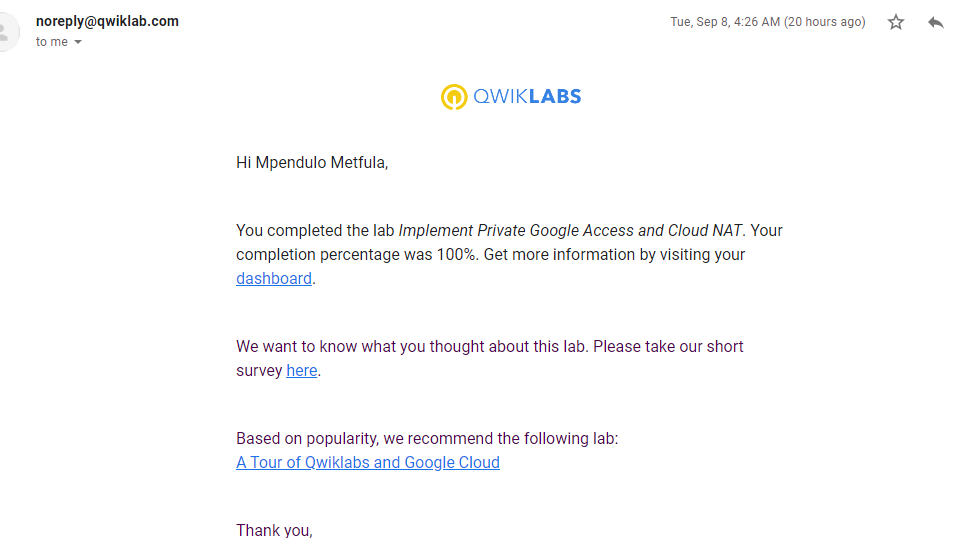 noreply@qwiklab.com
Tue, Sep 8, 4:26 AM (20 hours ago)
to me
QWIKLABS
Hi Mpendulo Metfula,
You completed the lab Implement Private Google Access and Cloud NAT. Your
completion percentage was 100%. Get more information by visiting your
dashboard.
We want to know what you thought about this lab. Please take our short
survey here.
Based on popularity, we recommend the following lab:
A Tour of Qwiklabs and Google Cloud
Thank you,